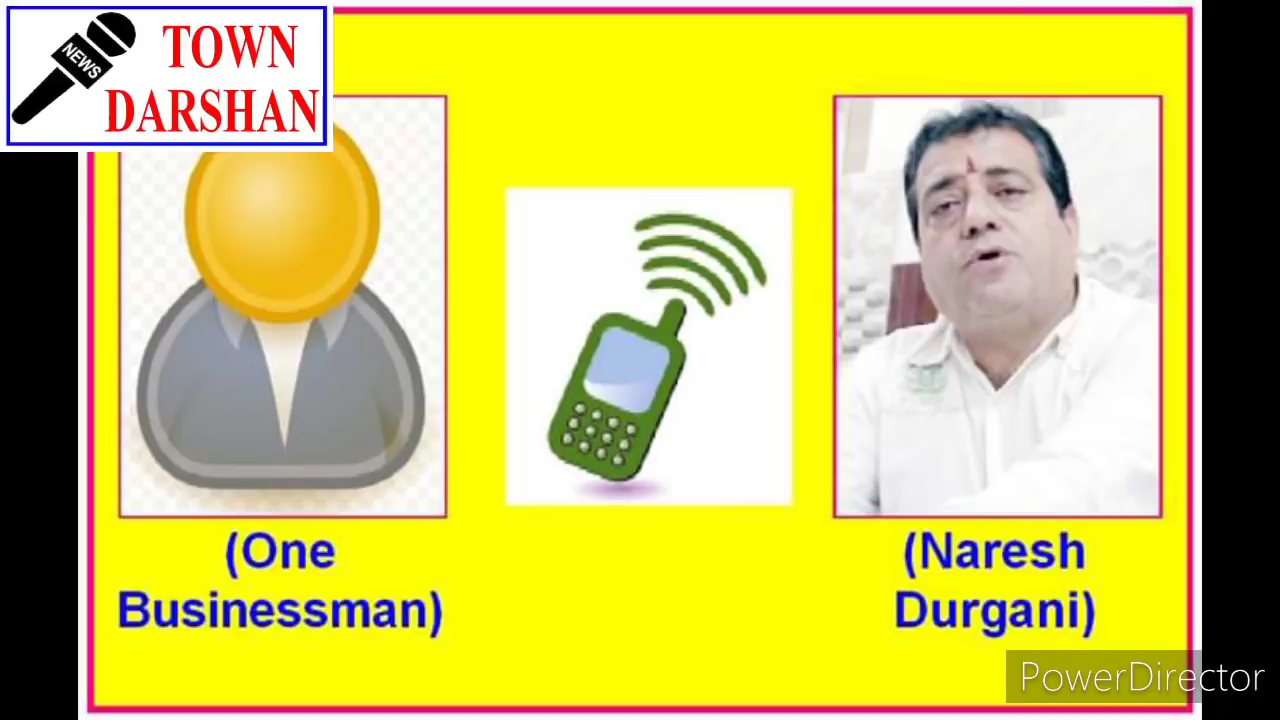 NEWS
TOWN
DARSHAN
(One
Businessman)
(Naresh
Durgani)
PowerDirector